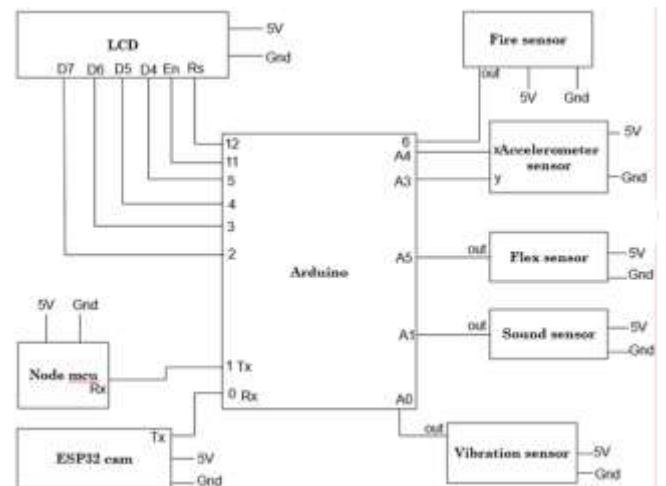 LCD
5V
Gnd
D7 D6 D5 D4 En Rs
Fire sensor
out
5V Gnd
12
11
5
4
3
2
6
A4
A3
x Accelerometer
sensor
y
5V
Gnd
Arduino
A5
out
Flex sensor
5V
Gnd
A1
out
Sound sensor
5V
Gnd
5V Gnd
Node mcu
Rx
1 Tx
0 Rx
A0
Tx
ESP32 cam
5V
Gnd
out
Vibration sensor
5V
Gnd